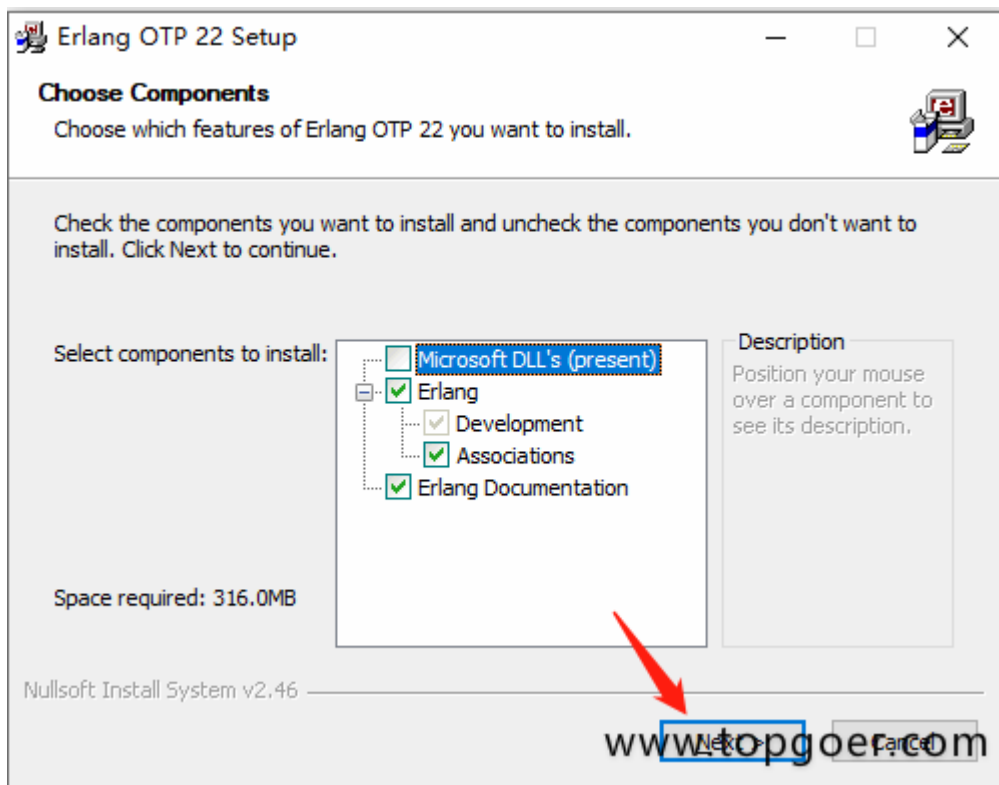 Erlang OTP 22 Setup
Choose Components
Choose which features of Erlang OTP 22 you want to install.
Check the components you want to install and uncheck the components you don't want to
install. Click Next to continue.
Select components to install:
Microsoft DLL's (present)
Erlang
Development
Associations
Erlang Documentation
Description
Position your mouse
over a component to
see its description.
Space required: 316.0MB
Nullsoft Install System v2.46
Next >
Cancel
www.topgoer.com